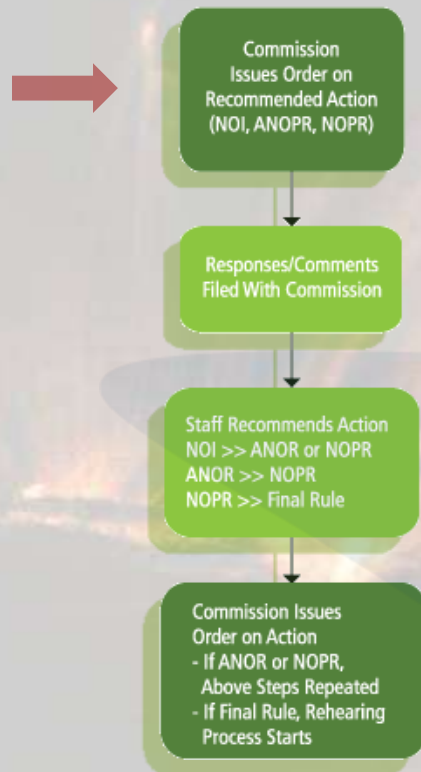 Commission
Issues Order on
Recommended Action
(NOI, ANOPR, NOPR)
Responses/Comments
Filed With Commission
Staff Recommends Action
NOI >> ANOR or NOPR
ANOR >> NOPR
NOPR >> Final Rule
Commission Issues
Order on Action
- If ANOR or NOPR,
Above Steps Repeated
- If Final Rule, Rehearing
Process Starts